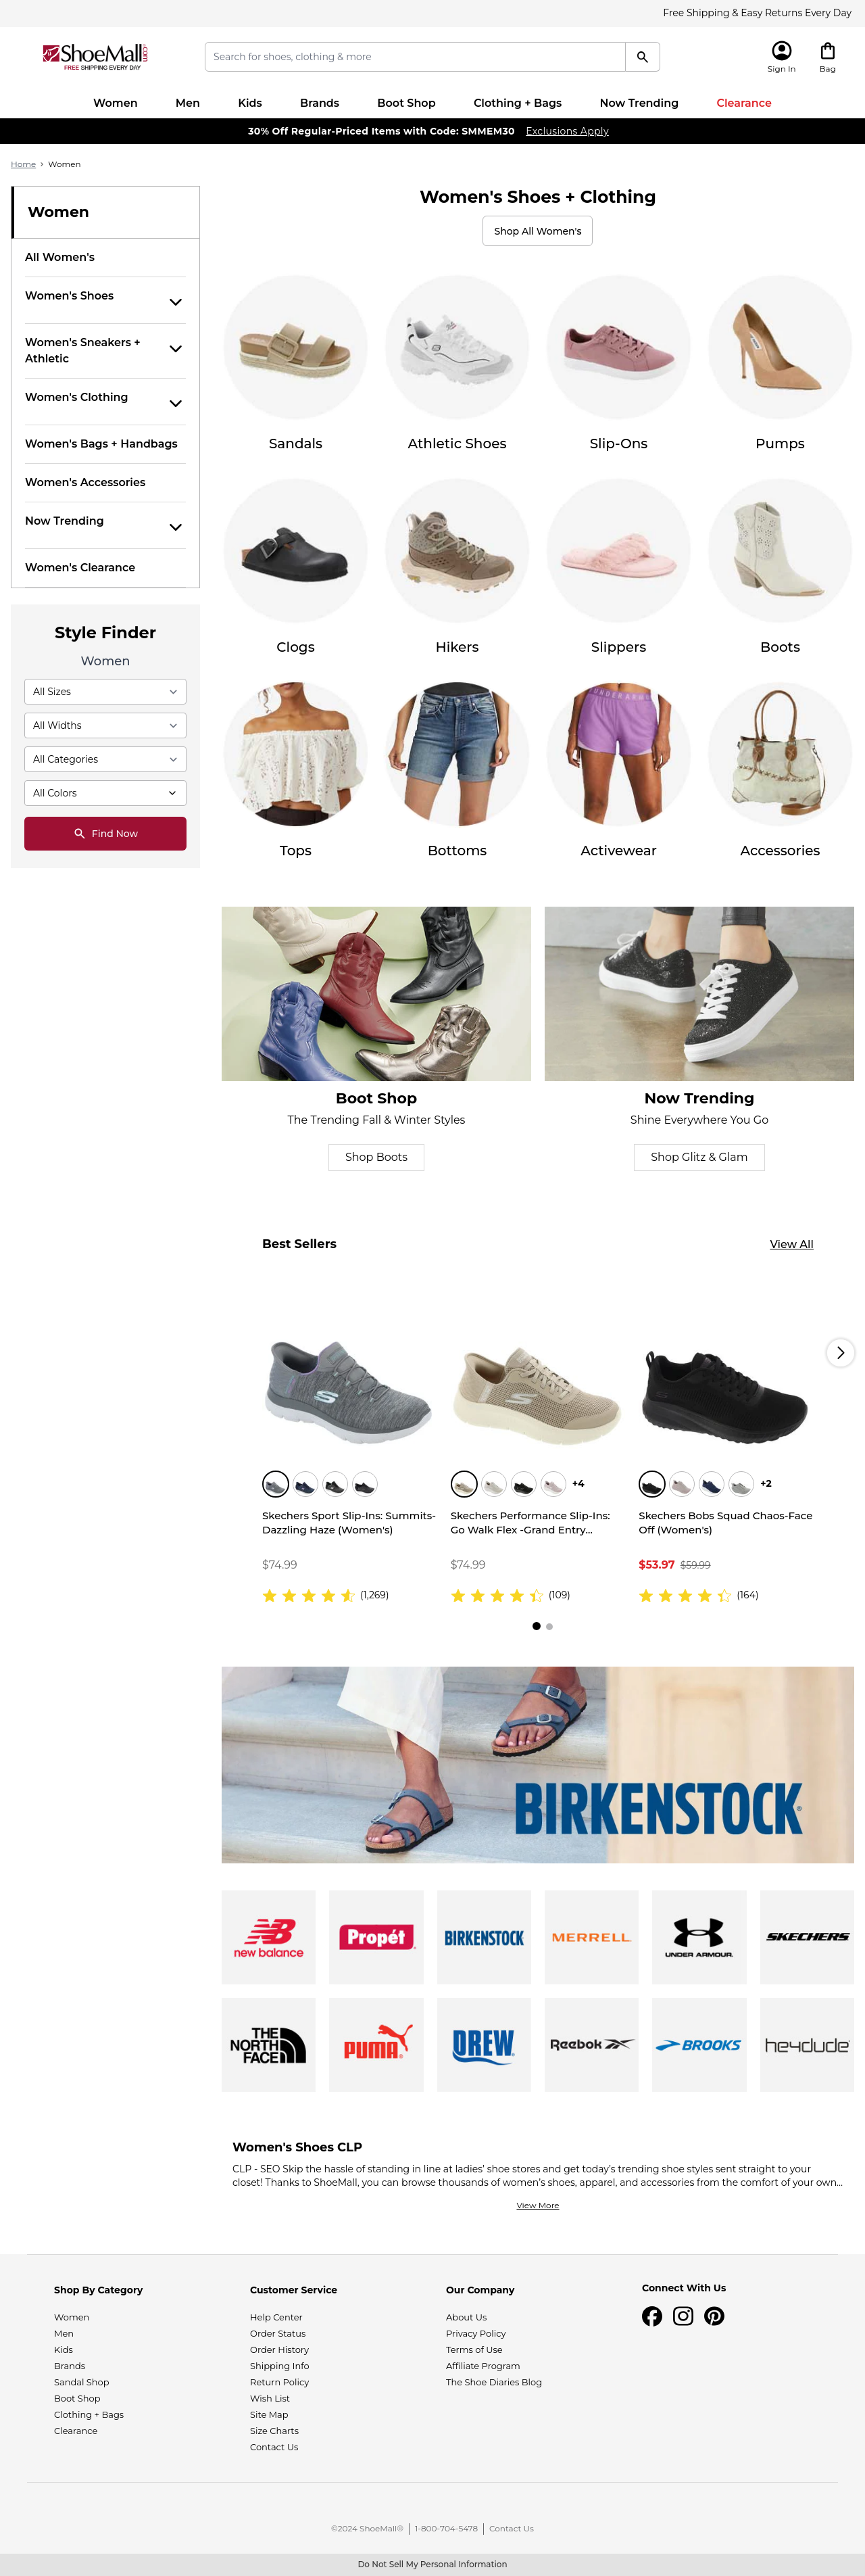 Free Shipping & Easy Returns Every Day
ShoeMall.com
FREE SHIPPING EVERY DAY
Search for shoes, clothing & more
Sign In
Bag
Women Men Kids Brands Boot Shop Clothing + Bags Now Trending Clearance
30% Off Regular-Priced Items with Code: SMMEM30 Exclusions Apply
Home › Women
Women
All Women's
Women's Shoes
Women's Sneakers +
Athletic
Women's Clothing
Women's Bags + Handbags
Women's Accessories
Now Trending
Women's Clearance
Style Finder
Women
All Sizes
All Widths
All Categories
All Colors
Find Now
Women's Shoes + Clothing
Shop All Women's
Sandals Athletic Shoes Slip-Ons Pumps
Clogs Hikers Slippers Boots
UNDER ARMOUR
Tops Bottoms Activewear Accessories
Boot Shop
The Trending Fall & Winter Styles
Shop Boots
Now Trending
Shine Everywhere You Go
Shop Glitz & Glam
Best Sellers
View All
+4
+2
Skechers Sport Slip-Ins: Summits-
Dazzling Haze (Women's)
$74.99
(1,269)
Skechers Performance Slip-Ins:
Go Walk Flex -Grand Entry...
$74.99
(109)
Skechers Bobs Squad Chaos-Face
Off (Women's)
$53.97 $59.99
(164)
BIRKENSTOCK®
new balance
Propét
BIRKENSTOCK
MERRELL
UNDER ARMOUR
SKECHERS
THE
NORTH
FACE
PUMA
DREW
Reebok
BROOKS
heydude
Women's Shoes CLP
CLP - SEO Skip the hassle of standing in line at ladies’ shoe stores and get today’s trending shoe styles sent straight to your
closet! Thanks to ShoeMall, you can browse thousands of women’s shoes, apparel, and accessories from the comfort of your own...
View More
Shop By Category
Women
Men
Kids
Brands
Sandal Shop
Boot Shop
Clothing + Bags
Clearance
Customer Service
Help Center
Order Status
Order History
Shipping Info
Return Policy
Wish List
Site Map
Size Charts
Contact Us
Our Company
About Us
Privacy Policy
Terms of Use
Affiliate Program
The Shoe Diaries Blog
Connect With Us
©2024 ShoeMall® | 1-800-704-5478 | Contact Us
Do Not Sell My Personal Information